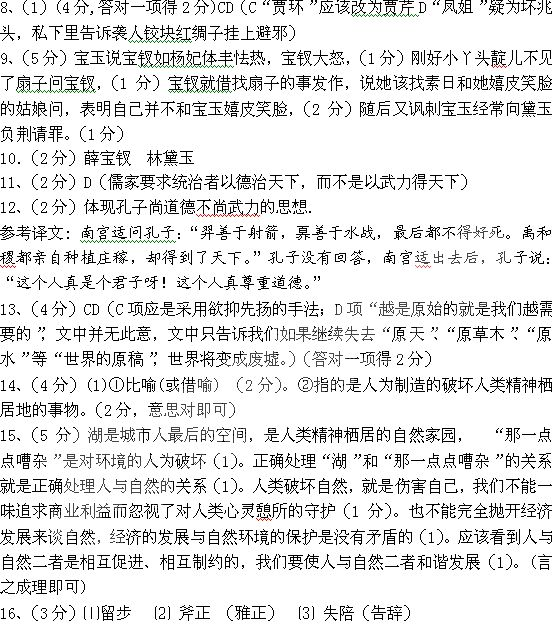 8、（1）（4分，答对一项得2分）CD（C“贾环”应该改为贾芹D“凤姐”疑为坏兆
头，私下里告诉袭人铰块红绸子挂上避邪）
9、（5分）宝玉说宝钗如杨妃体丰怯热，宝钗大怒，（1分）刚好小丫头靛儿不见
了扇子问宝钗，（1分）宝钗就借找扇子的事发作，说她该找素日和她嬉皮笑脸
的姑娘问，表明自己并不和宝玉嬉皮笑脸，（2分）随后又讽刺宝玉经常向黛玉
负荆请罪。（1分）
10.（2分）薛宝钗 林黛玉
11、（2分）D（儒家要求统治者以德治天下，而不是以武力得天下）
12、（2分）体现孔子尚道德不尚武力的思想.
参考译文：南宫适问孔子：“羿善于射箭，奡善于水战，最后都不得好死。禹和
稷都亲自种植庄稼，却得到了天下。”孔子没有回答，南宫适出去后，孔子说：
“这个人真是个君子呀！这个人真尊重道德。”
13、（4分）CD（C项应是采用欲抑先扬的手法；D项“越是原始的就是我们越需
要的”，文中并无此意，文中只告诉我们如果继续失去“原天”、“原草木”、“原
水”等“世界的原稿”，世界将变成废墟。）（答对一项得2分）
14、（4分）(1)①比喻(或借喻)（2分）。②指的是人为制造的破坏人类精神栖
居地的事物。（2分，意思对即可）
15、（5 分）湖是城市人最后的空间，是人类精神栖居的自然家园， “那一点
点嘈杂”是对环境的人为破坏（1）。正确处理“湖”和“那一点点嘈杂”的关系
就是正确处理人与自然的关系（1）。人类破坏自然，就是伤害自己，我们不能一
味追求商业利益而忽视了对人类心灵憩所的守护（1 分）。也不能完全抛开经济
发展来谈自然，经济的发展与自然环境的保护是没有矛盾的（1）。应该看到人与
自然二者是相互促进、相互制约的，我们要使人与自然二者和谐发展（1）。（言
之成理即可）
16、（3分）⑴留步 ⑵ 斧正 （雅正） ⑶ 失陪（告辞）